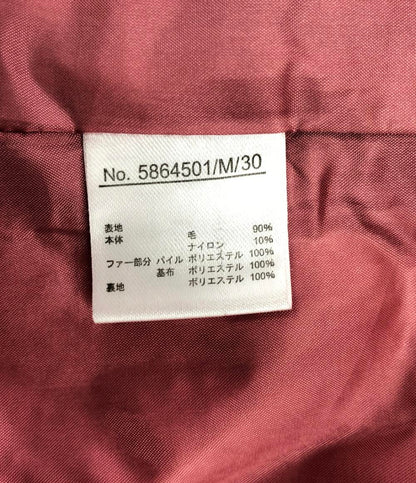 No. 5864501/M/30
表地
本体 毛 90%
ナイロン 10%
ファー部分 パイル ポリエステル 100%
基布 ポリエステル 100%
裏地 ポリエステル 100%